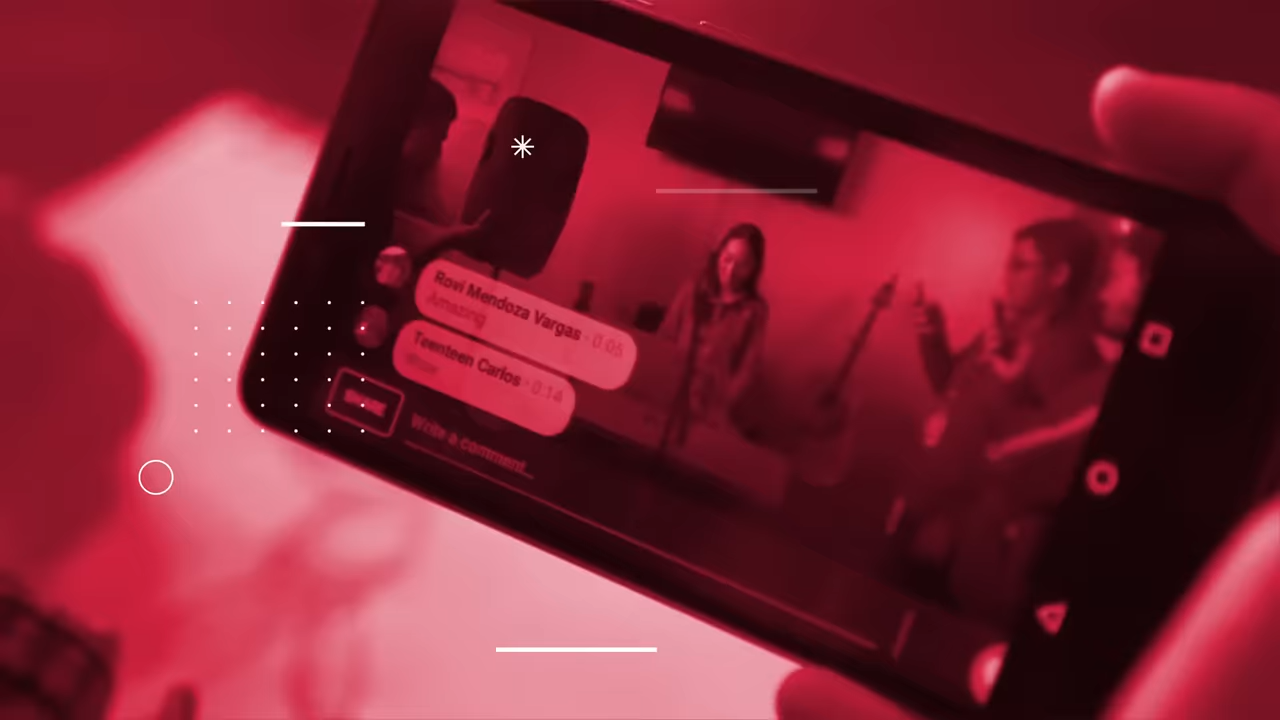 Rovi Mendoza Vargas · 0:05
Amazing
Teenteen Carlos · 0:14
Write a comment...